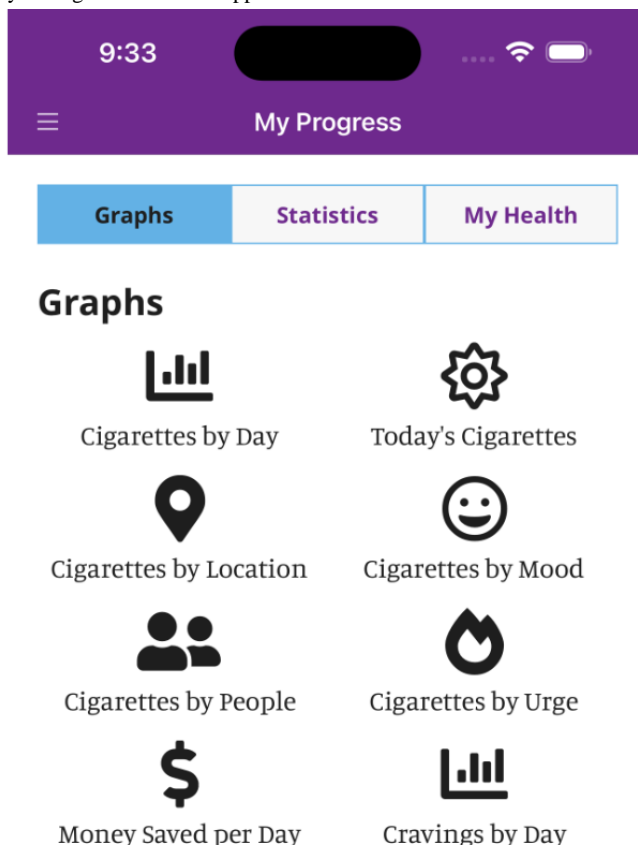 9:33
My Progress
Graphs Statistics My Health
Graphs
Cigarettes by Day Today's Cigarettes
Cigarettes by Location Cigarettes by Mood
Cigarettes by People Cigarettes by Urge
Money Saved per Day Cravings by Day